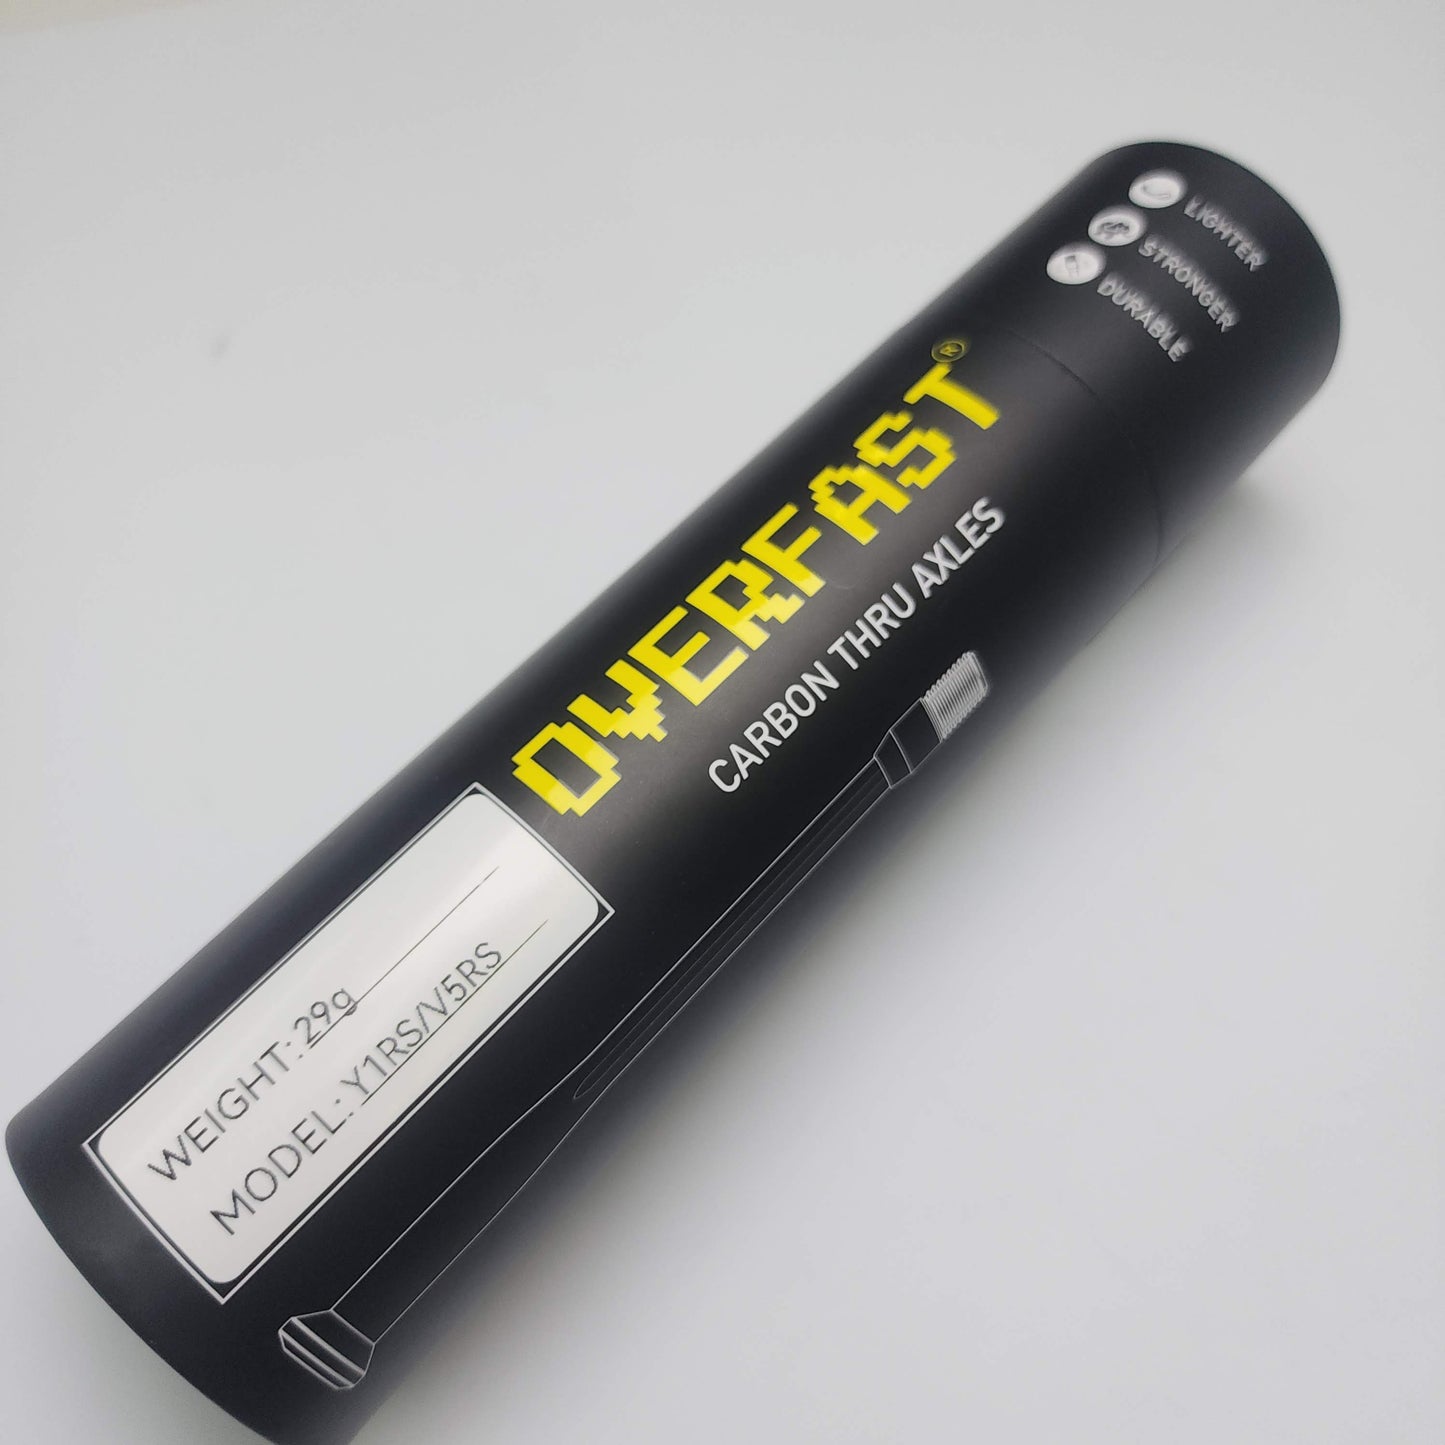 LIGHTER
STRONGER
DURABLE
OVERFAST®
CARBON THRU AXLES
WEIGHT: 29g
MODEL: Y1RS/V5RS